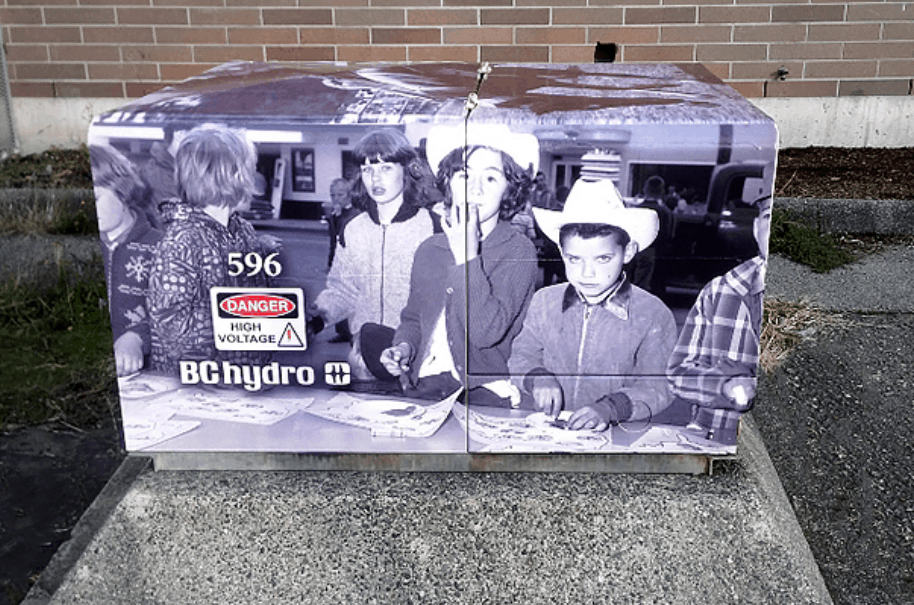 596
DANGER
HIGH
VOLTAGE
BC hydro